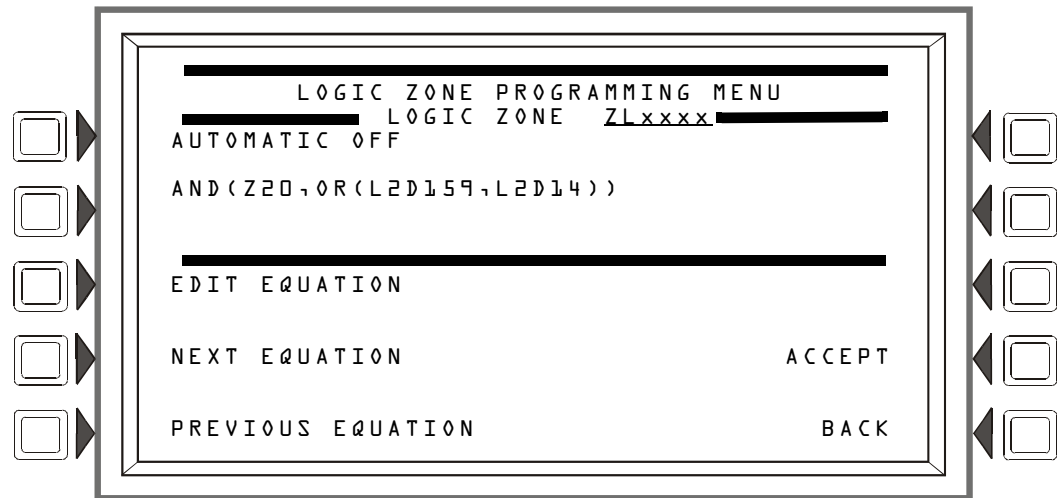 LOGIC ZONE PROGRAMMING MENU
LOGIC ZONE ZLxxxx
AUTOMATIC OFF
AND(Z20,OR(L2D159,L2D14))
EDIT EQUATION
NEXT EQUATION ACCEPT
PREVIOUS EQUATION BACK